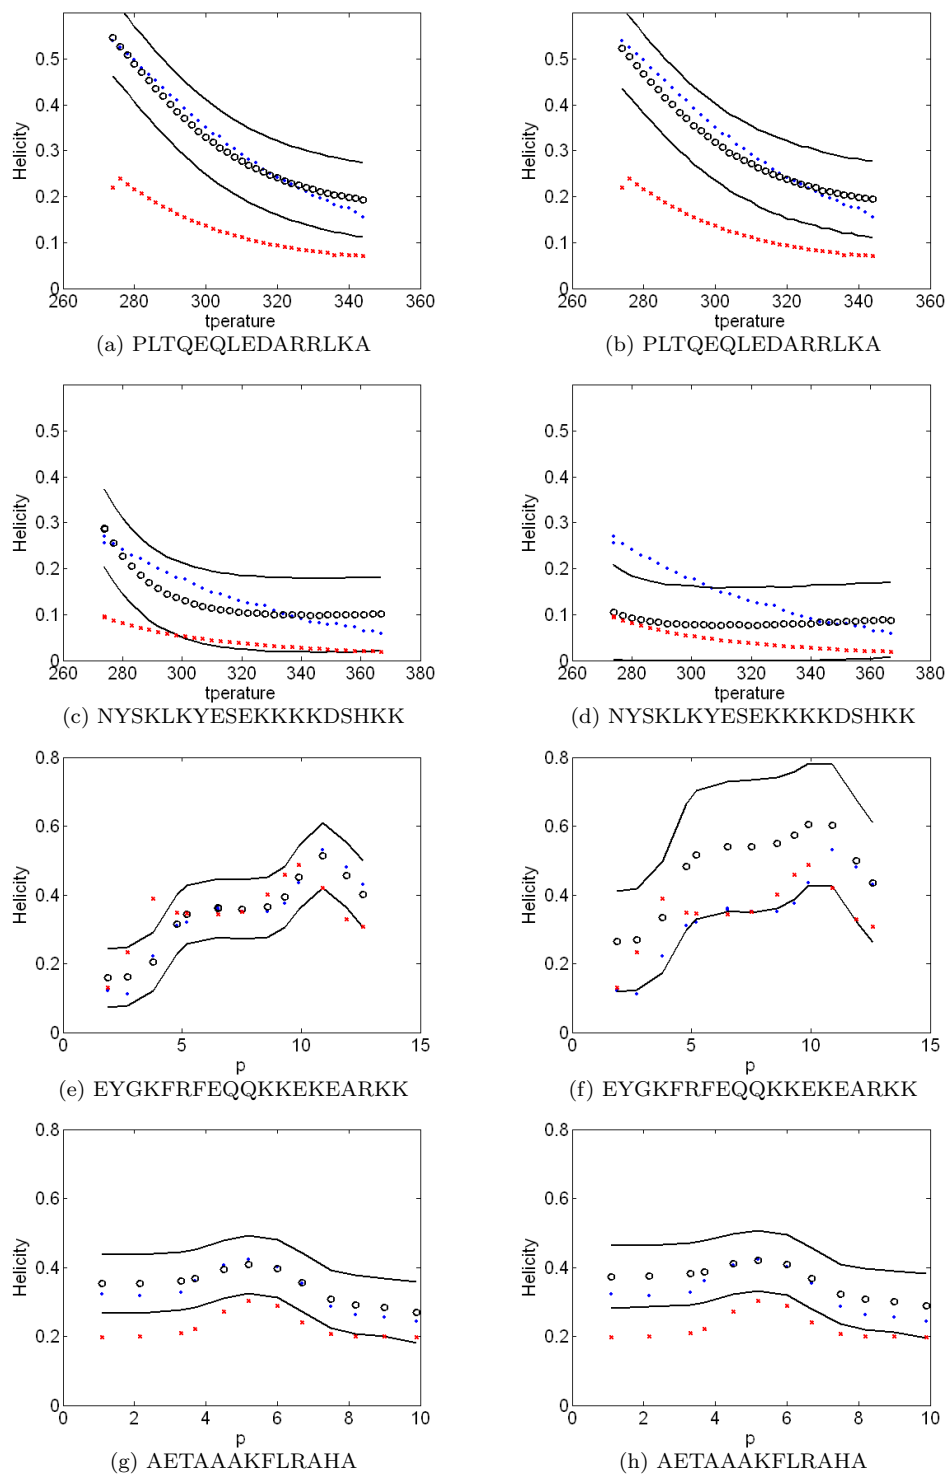 0.5 0.5
0.4 0.4
Helicity Helicity
0.3 0.3
0.2 0.2
0.1 0.1
0 0
260 280 300 320 340 360 260 280 300 320 340 360
tperature tperature
(a) PLTQEQLEDARRLKA (b) PLTQEQLEDARRLKA
0.5 0.5
0.4 0.4
Helicity Helicity
0.3 0.3
0.2 0.2
0.1 0.1
0 0
260 280 300 320 340 360 380 260 280 300 320 340 360 380
tperature tperature
(c) NYSKLKYESEKKKKDSHKK (d) NYSKLKYESEKKKKDSHKK
0.8 0.8
0.6 0.6
Helicity Helicity
0.4 0.4
0.2 0.2
0 0
0 5 10 15 0 5 10 15
p p
(e) EYGKFRFEQQKKEKEARKK (f) EYGKFRFEQQKKEKEARKK
0.8 0.8
0.6 0.6
Helicity Helicity
0.4 0.4
0.2 0.2
0 0
0 2 4 6 8 10 0 2 4 6 8 10
p p
(g) AETAAAKFLRAHA (h) AETAAAKFLRAHA